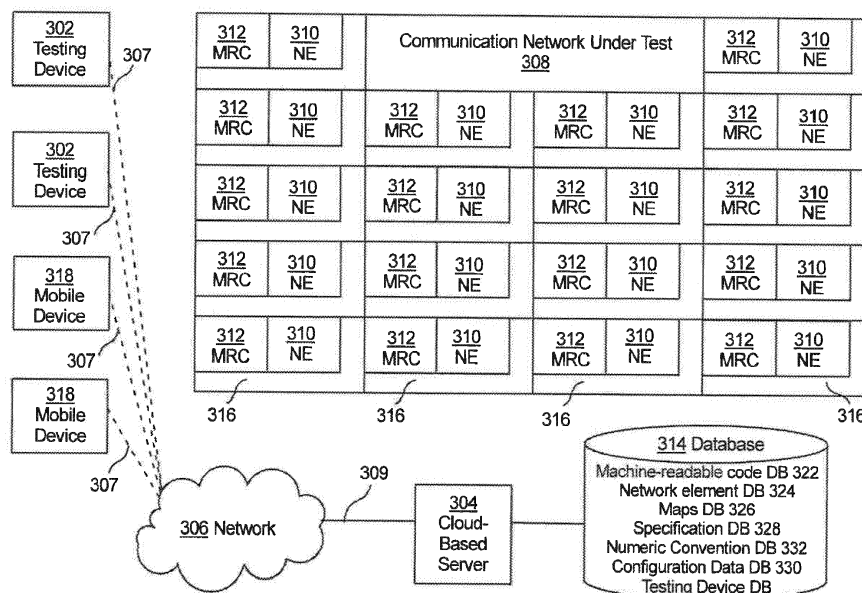 302
Testing
Device
307
302
Testing
Device
307
318
Mobile
Device
307
318
Mobile
Device
307
312 MRC 310 NE Communication Network Under Test 308 312 MRC 310 NE
312 MRC 310 NE 312 MRC 310 NE 312 MRC 310 NE 312 MRC 310 NE
312 MRC 310 NE 312 MRC 310 NE 312 MRC 310 NE 312 MRC 310 NE
312 MRC 310 NE 312 MRC 310 NE 312 MRC 310 NE 312 MRC 310 NE
312 MRC 310 NE 312 MRC 310 NE 312 MRC 310 NE 312 MRC 310 NE
316 316 316 316
306 Network
309
304
Cloud-
Based
Server
314 Database
Machine-readable code DB 322
Network element DB 324
Maps DB 326
Specification DB 328
Numeric Convention DB 332
Configuration Data DB 330
Testing Device DB